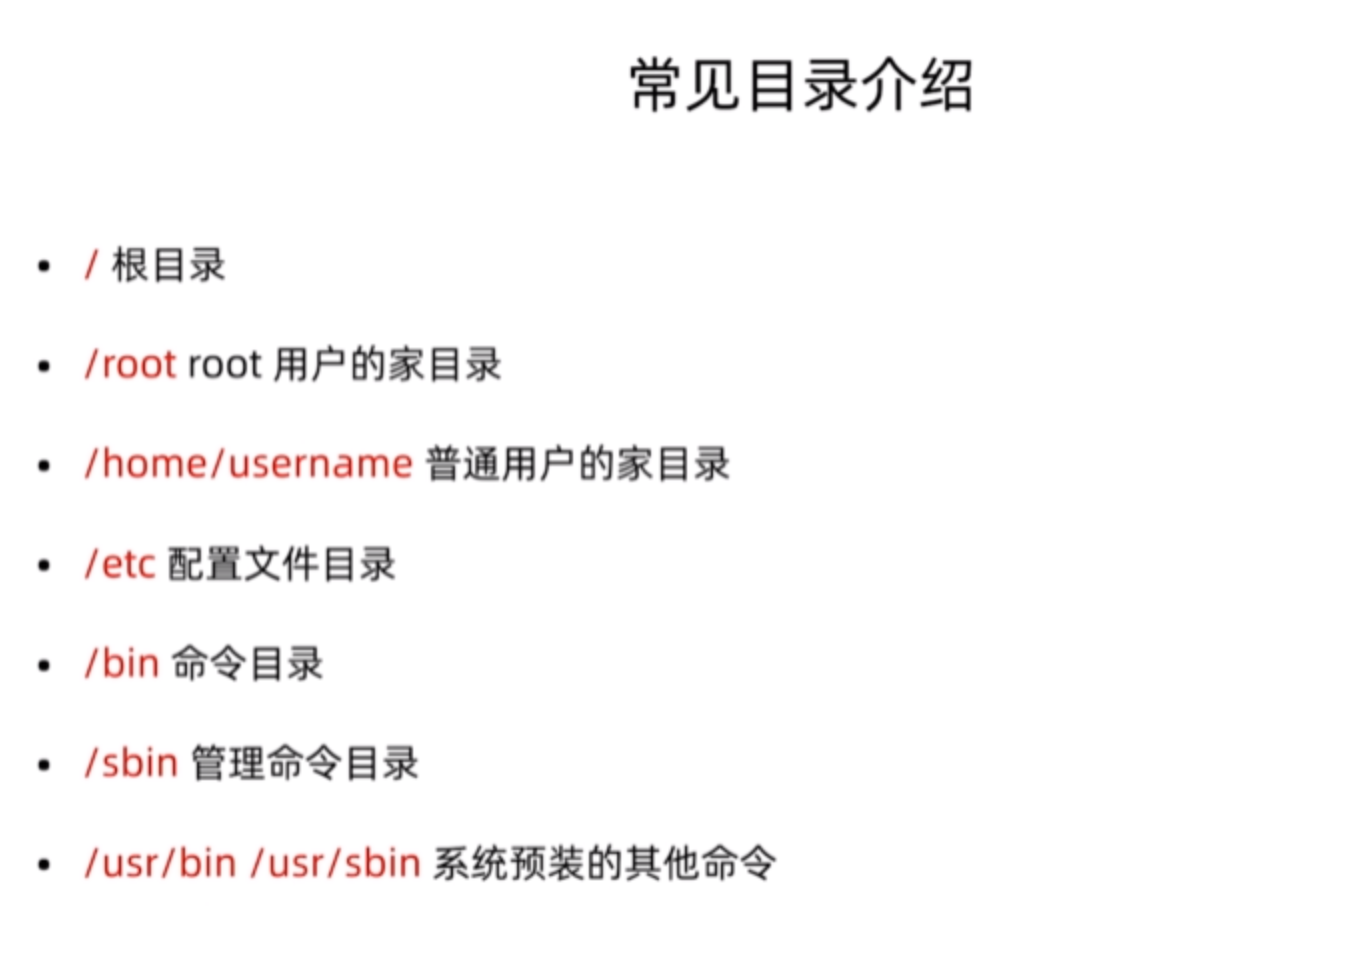 常见目录介绍
• / 根目录
• /root root 用户的家目录
• /home/username 普通用户的家目录
• /etc 配置文件目录
• /bin 命令目录
• /sbin 管理命令目录
• /usr/bin /usr/sbin 系统预装的其他命令